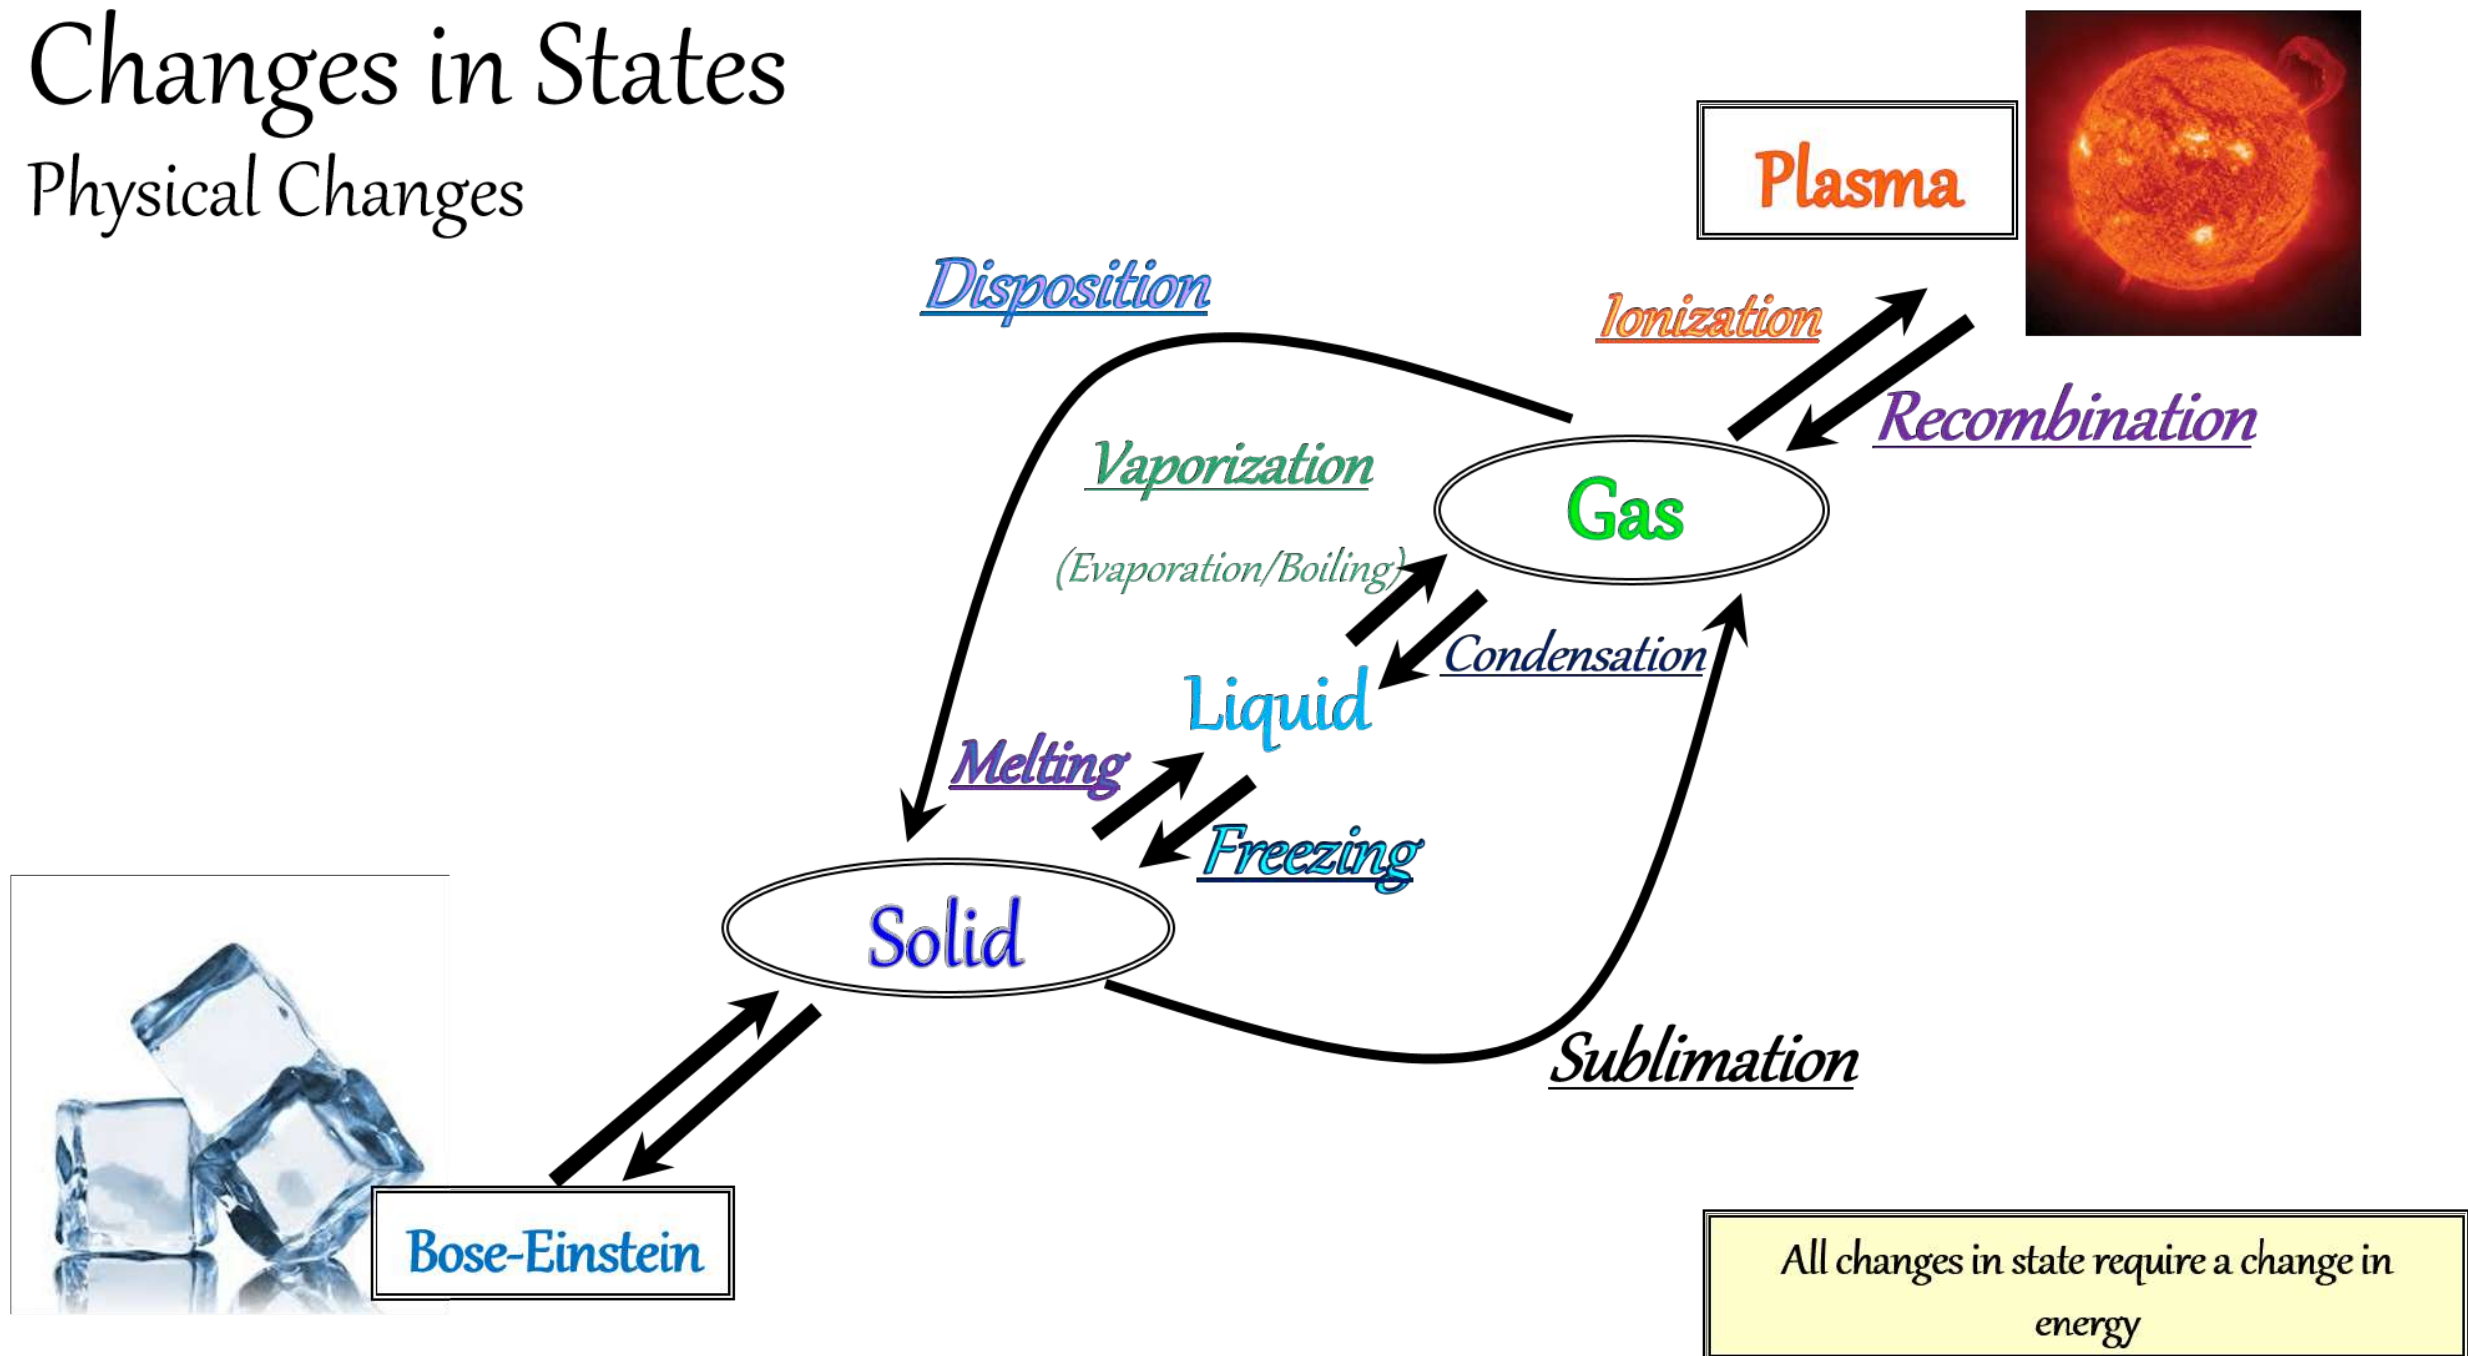 Changes in States
Physical Changes
Plasma
Disposition
Ionization
Recombination
Vaporization
Gas
(Evaporation/Boiling)
Condensation
Liquid
Melting
Freezing
Solid
Sublimation
Bose-Einstein
All changes in state require a change in
energy